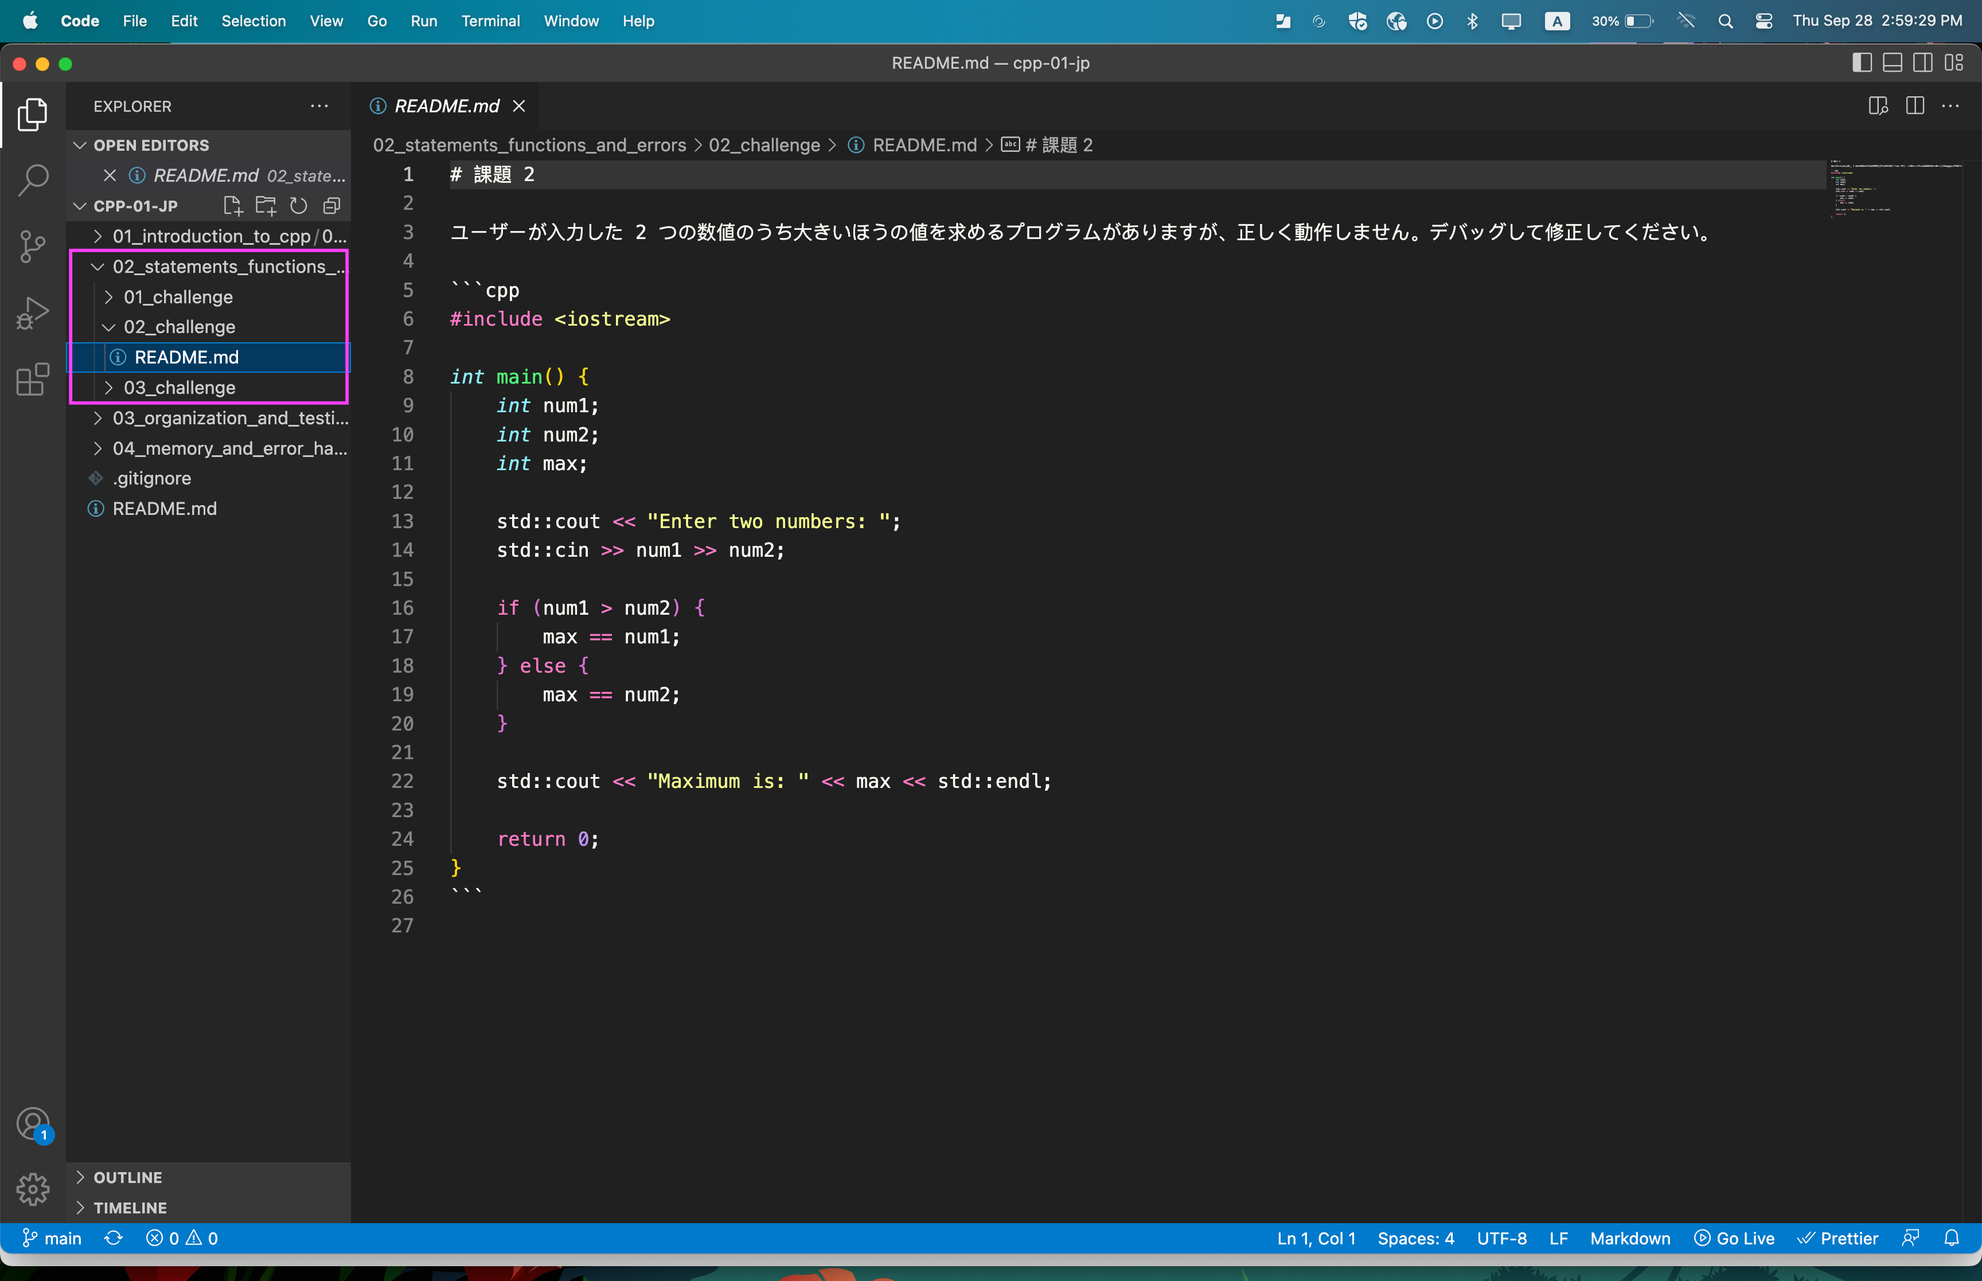 Code File Edit Selection View Go Run Terminal Window Help A 30% Thu Sep 28 2:59:29 PM
README.md — cpp-01-jp
EXPLORER
README.md
OPEN EDITORS
README.md 02_state...
CPP-01-JP
01_introduction_to_cpp/0...
02_statements_functions_...
01_challenge
02_challenge
README.md
03_challenge
03_organization_and_testi...
04_memory_and_error_ha...
.gitignore
README.md
OUTLINE
TIMELINE
1
02_statements_functions_and_errors > 02_challenge > README.md > abc # 課題 2
1 # 課題 2
2
3 ユーザーが入力した 2 つの数値のうち大きいほうの値を求めるプログラムがありますが、正しく動作しません。デバッグして修正してください。
4
5 ```cpp
6 #include <iostream>
7
8 int main() {
9 int num1;
10 int num2;
11 int max;
12
13 std::cout << "Enter two numbers: ";
14 std::cin >> num1 >> num2;
15
16 if (num1 > num2) {
17 max == num1;
18 } else {
19 max == num2;
20 }
21
22 std::cout << "Maximum is: " << max << std::endl;
23
24 return 0;
25 }
26 ```
27
main 0 0 Ln 1, Col 1 Spaces: 4 UTF-8 LF Markdown Go Live Prettier